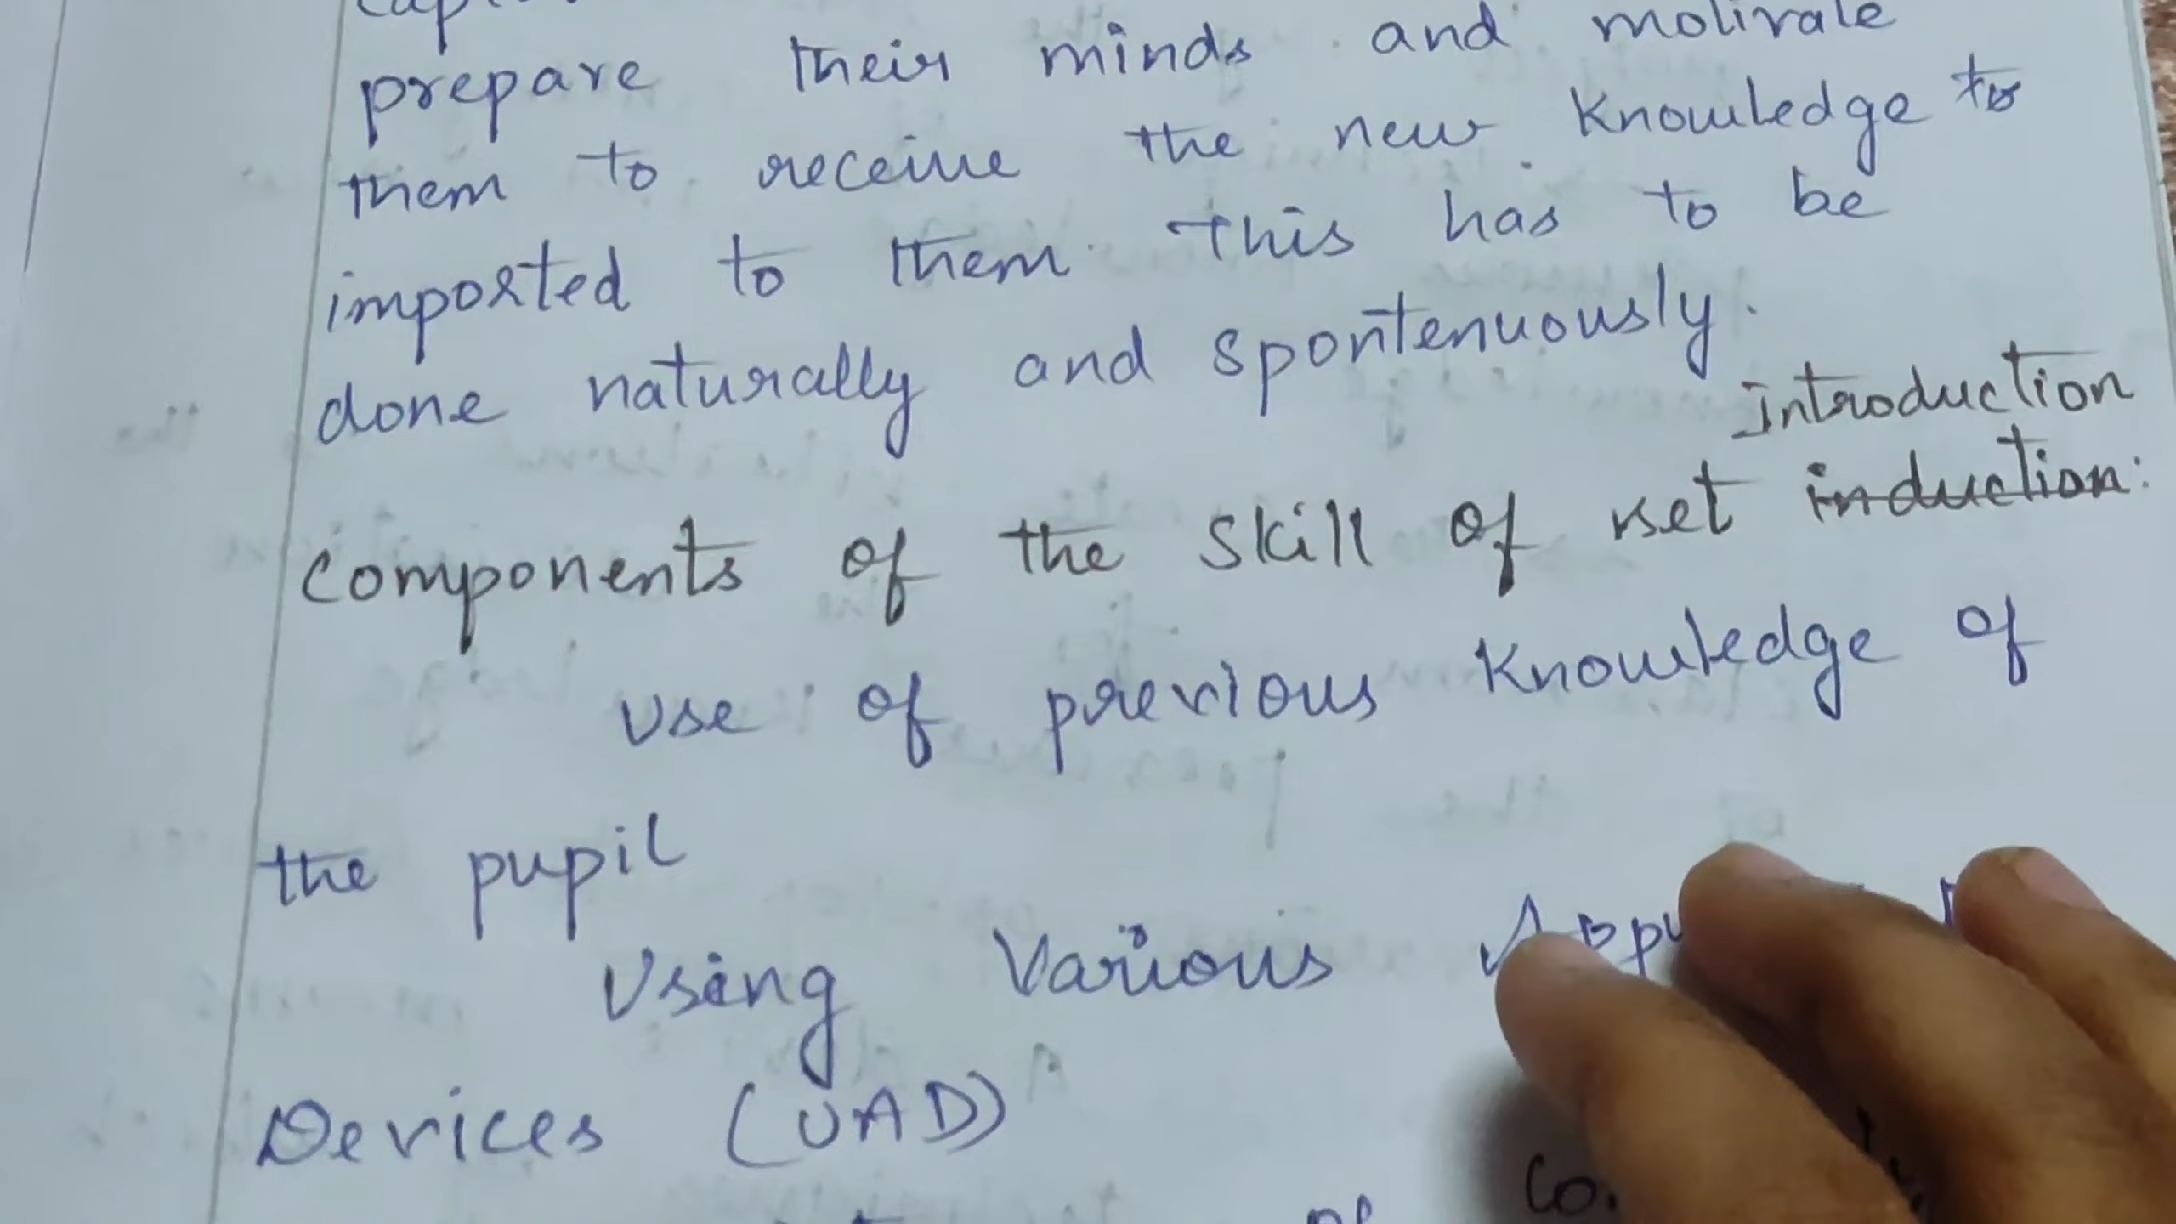 prepare their minds and motivate
them to receive the new knowledge to
imported to them. This has to be
done naturally and spontenuously.
Introduction
Components of the skill of set induction:
Use of previous knowledge of
the pupil
Using Various
Devices (UAD)
of